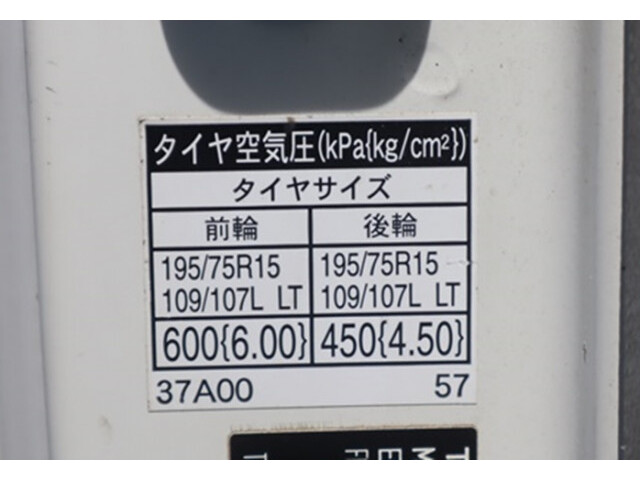 タイヤ空気圧(kPa{kg/cm²})
タイヤサイズ
前輪 後輪
195/75R15 195/75R15
109/107L LT 109/107L LT
600{6.00} 450{4.50}
37A00 57